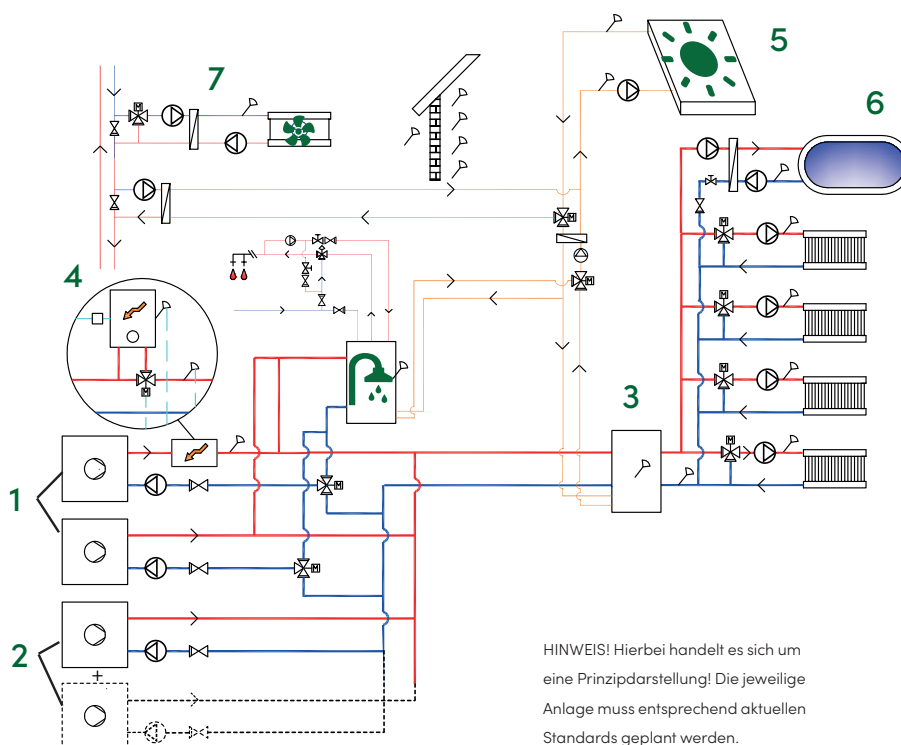 5
7
6
M
M
4
M
M
M
M
3
M
M
1
M
M
2
+
HINWEIS! Hierbei handelt es sich um
eine Prinzipdarstellung! Die jeweilige
Anlage muss entsprechend aktuellen
Standards geplant werden.